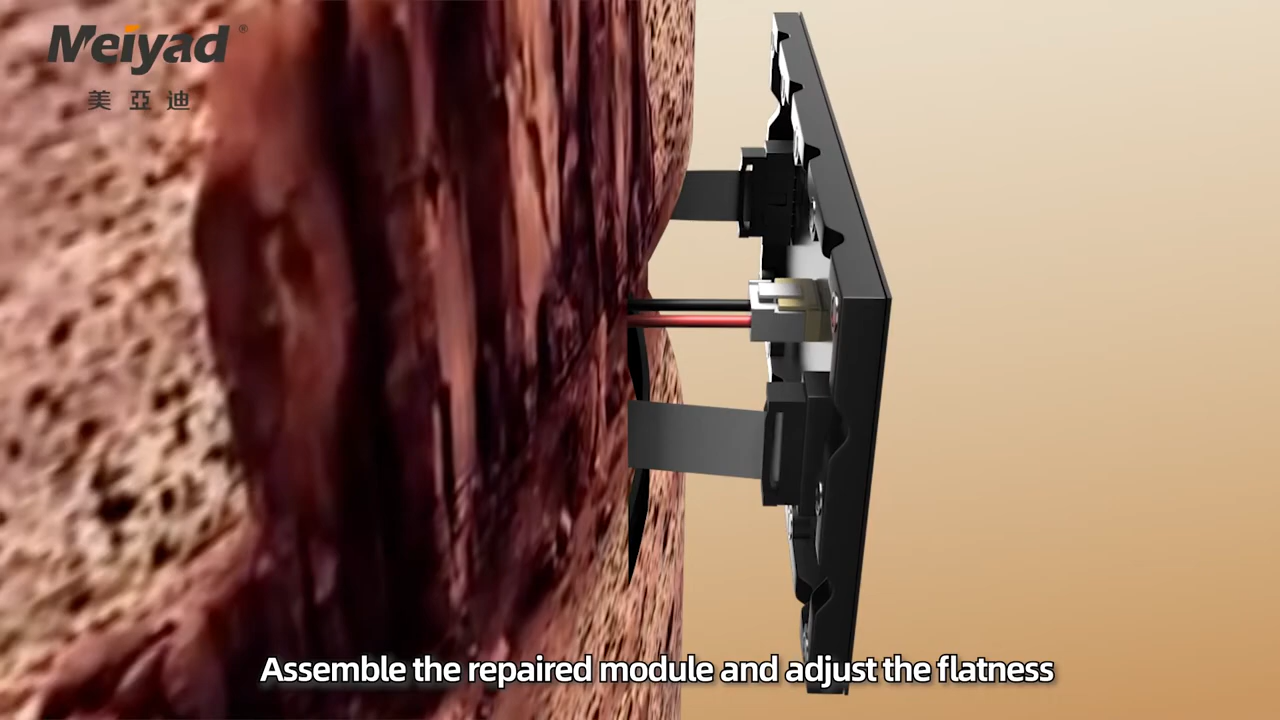 Meiyad®
美亞迪
Assemble the repaired module and adjust the flatness